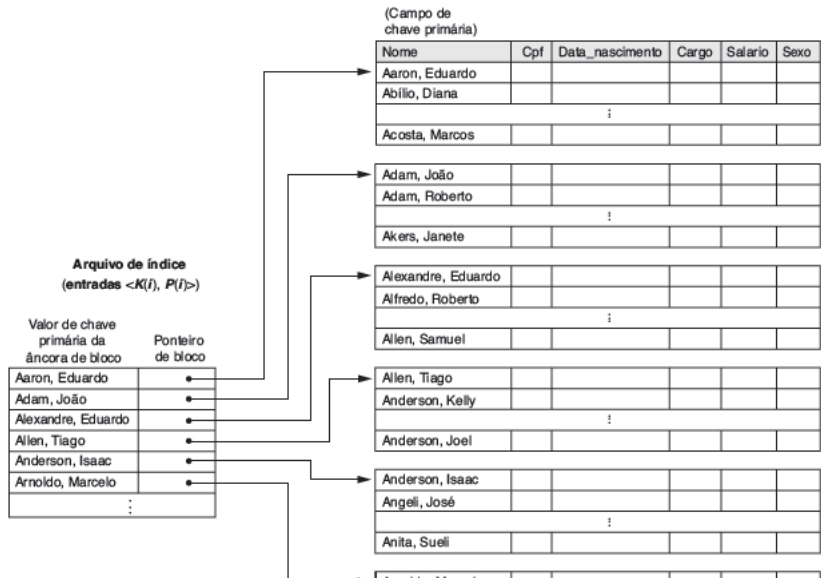 (Campo de
chave primária)
Nome Cpf Data_nascimento Cargo Salario Sexo
Aaron, Eduardo
Abílio, Diana
⋮
Acosta, Marcos
Adam, João
Adam, Roberto
⋮
Akers, Janete
Alexandre, Eduardo
Alfredo, Roberto
⋮
Allen, Samuel
Allen, Tiago
Anderson, Kelly
⋮
Anderson, Joel
Anderson, Isaac
Angeli, José
⋮
Anita, Sueli
Arquivo de índice
(entradas <K(i), P(i)>)
Valor de chave
primária da
âncora de bloco
Ponteiro
de bloco
Aaron, Eduardo
Adam, João
Alexandre, Eduardo
Allen, Tiago
Anderson, Isaac
Arnoldo, Marcelo
⋮